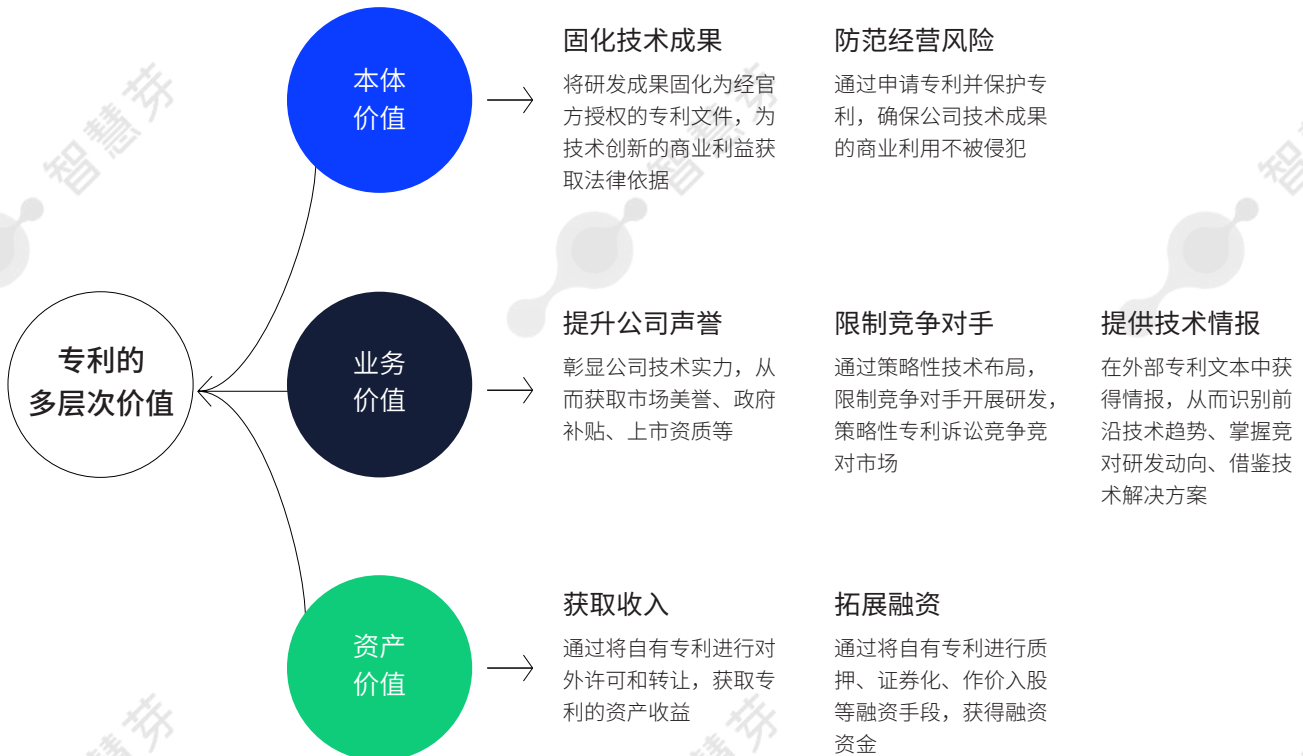 专利的
多层次价值
本体
价值
固化技术成果
将研发成果固化为经官
方授权的专利文件，为
技术创新的商业利益获
取法律依据
防范经营风险
通过申请专利并保护专
利，确保公司技术成果
的商业利用不被侵犯
业务
价值
提升公司声誉
彰显公司技术实力，从
而获取市场美誉、政府
补贴、上市资质等
限制竞争对手
通过策略性技术布局，
限制竞争对手开展研发，
策略性专利诉讼竞争竞
对市场
提供技术情报
在外部专利文本中获
得情报，从而识别前
沿技术趋势、掌握竞
对研发动向、借鉴技
术解决方案
资产
价值
获取收入
通过将自有专利进行对
外许可和转让，获取专
利的资产收益
拓展融资
通过将自有专利进行质
押、证券化、作价入股
等融资手段，获得融资
资金
智慧芽
智慧芽
智慧
慧芽
慧芽